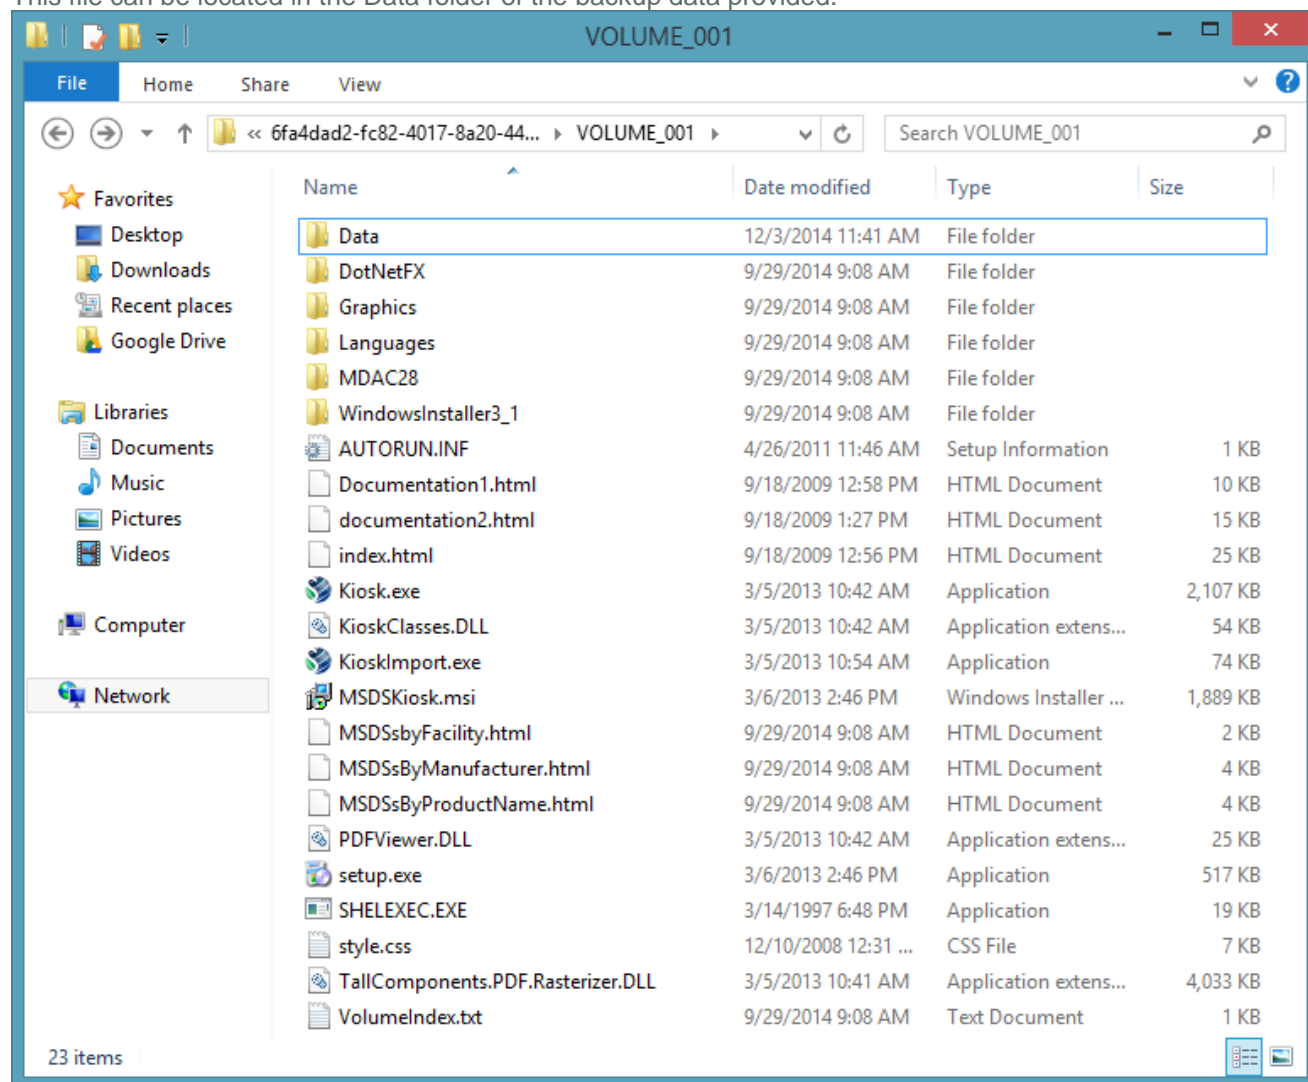 This file can be located in the Data folder of the backup data provided.
VOLUME_001
File Home Share View
« 6fa4dad2-fc82-4017-8a20-44... VOLUME_001 Search VOLUME_001
Name Date modified Type Size
Favorites
Desktop
Downloads
Recent places
Google Drive
Libraries
Documents
Music
Pictures
Videos
Computer
Network
Data 12/3/2014 11:41 AM File folder
DotNetFX 9/29/2014 9:08 AM File folder
Graphics 9/29/2014 9:08 AM File folder
Languages 9/29/2014 9:08 AM File folder
MDAC28 9/29/2014 9:08 AM File folder
WindowsInstaller3_1 9/29/2014 9:08 AM File folder
AUTORUN.INF 4/26/2011 11:46 AM Setup Information 1 KB
Documentation1.html 9/18/2009 12:58 PM HTML Document 10 KB
documentation2.html 9/18/2009 1:27 PM HTML Document 15 KB
index.html 9/18/2009 12:56 PM HTML Document 25 KB
Kiosk.exe 3/5/2013 10:42 AM Application 2,107 KB
KioskClasses.DLL 3/5/2013 10:42 AM Application extens... 54 KB
KioskImport.exe 3/5/2013 10:54 AM Application 74 KB
MSDSKiosk.msi 3/6/2013 2:46 PM Windows Installer ... 1,889 KB
MSDSsbyFacility.html 9/29/2014 9:08 AM HTML Document 2 KB
MSDSsByManufacturer.html 9/29/2014 9:08 AM HTML Document 4 KB
MSDSsByProductName.html 9/29/2014 9:08 AM HTML Document 4 KB
PDFViewer.DLL 3/5/2013 10:42 AM Application extens... 25 KB
setup.exe 3/6/2013 2:46 PM Application 517 KB
SHELEXEC.EXE 3/14/1997 6:48 PM Application 19 KB
style.css 12/10/2008 12:31 ... CSS File 7 KB
TallComponents.PDF.Rasterizer.DLL 3/5/2013 10:41 AM Application extens... 4,033 KB
VolumeIndex.txt 9/29/2014 9:08 AM Text Document 1 KB
23 items